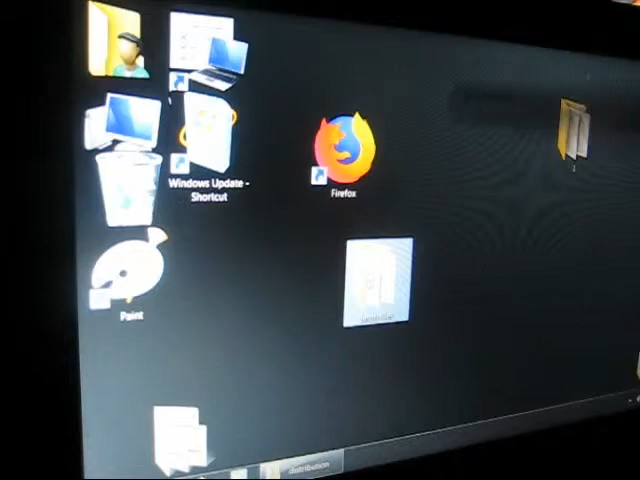 Windows Update -
Shortcut
Firefox
Paint
distribution